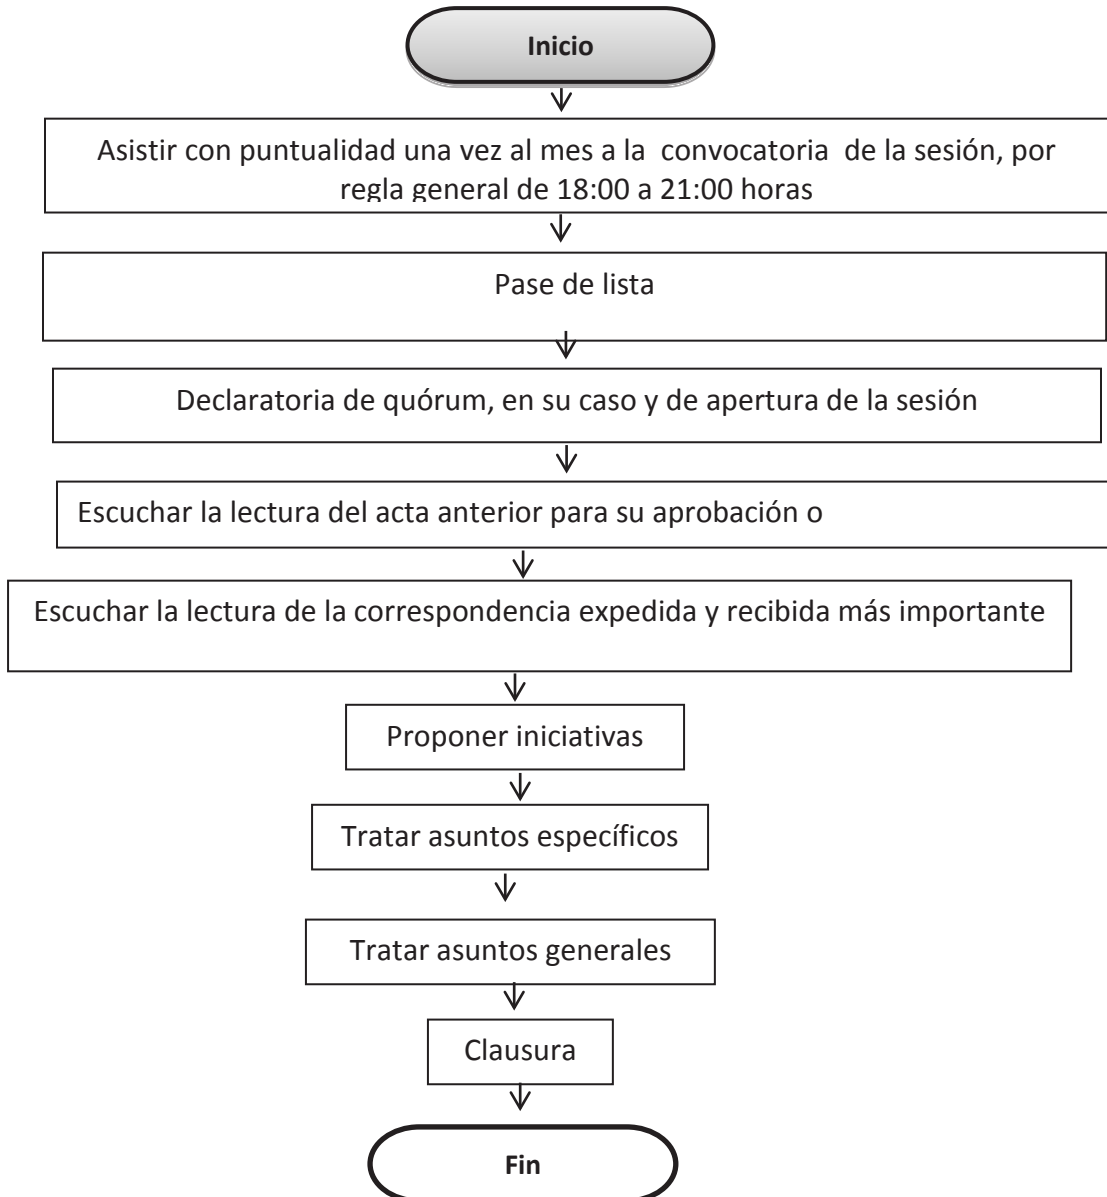 Inicio
Asistir con puntualidad una vez al mes a la convocatoria de la sesión, por
regla general de 18:00 a 21:00 horas
Pase de lista
Declaratoria de quórum, en su caso y de apertura de la sesión
Escuchar la lectura del acta anterior para su aprobación o
Escuchar la lectura de la correspondencia expedida y recibida más importante
Proponer iniciativas
Tratar asuntos específicos
Tratar asuntos generales
Clausura
Fin